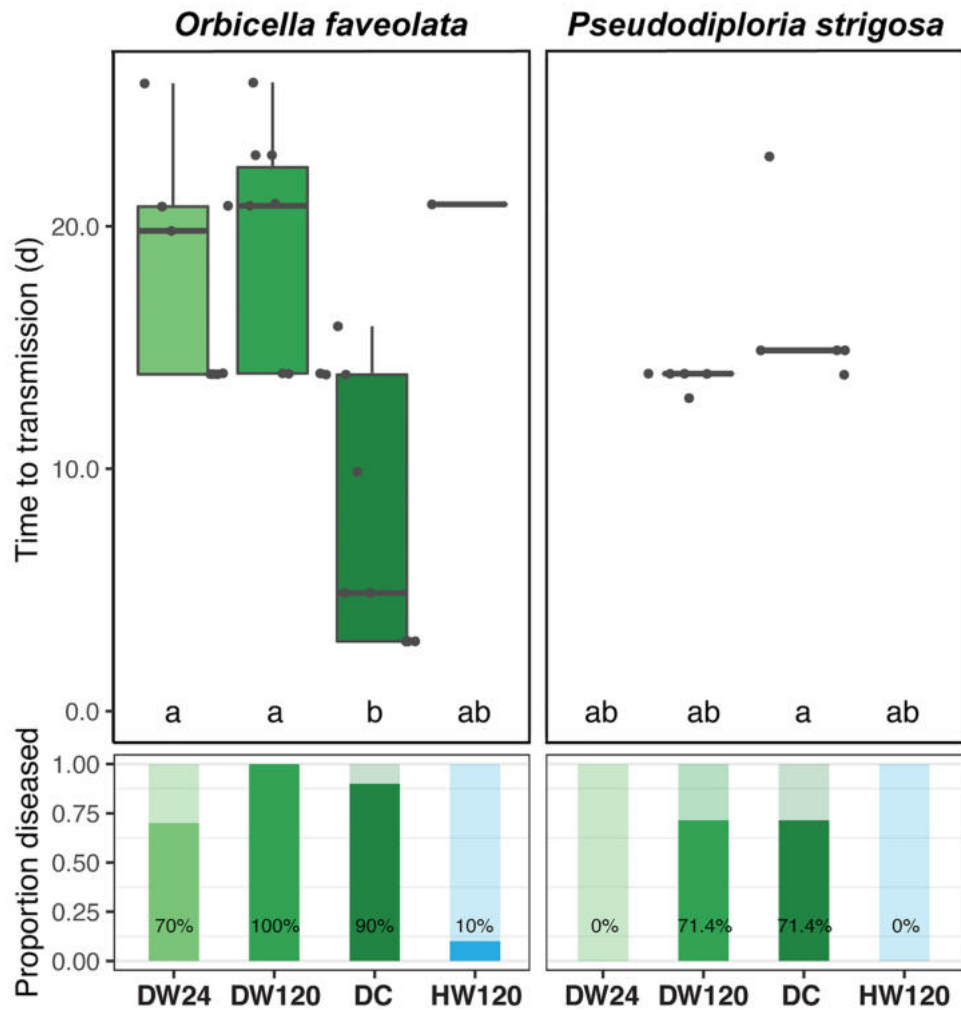 Orbicella faveolata Pseudodiploria strigosa
Time to transmission (d)
20.0
10.0
0.0
a a b ab ab ab a ab
Proportion diseased
1.00
0.75
0.50
0.25
0.00
70% 100% 90% 10% 0% 71.4% 71.4% 0%
DW24 DW120 DC HW120 DW24 DW120 DC HW120